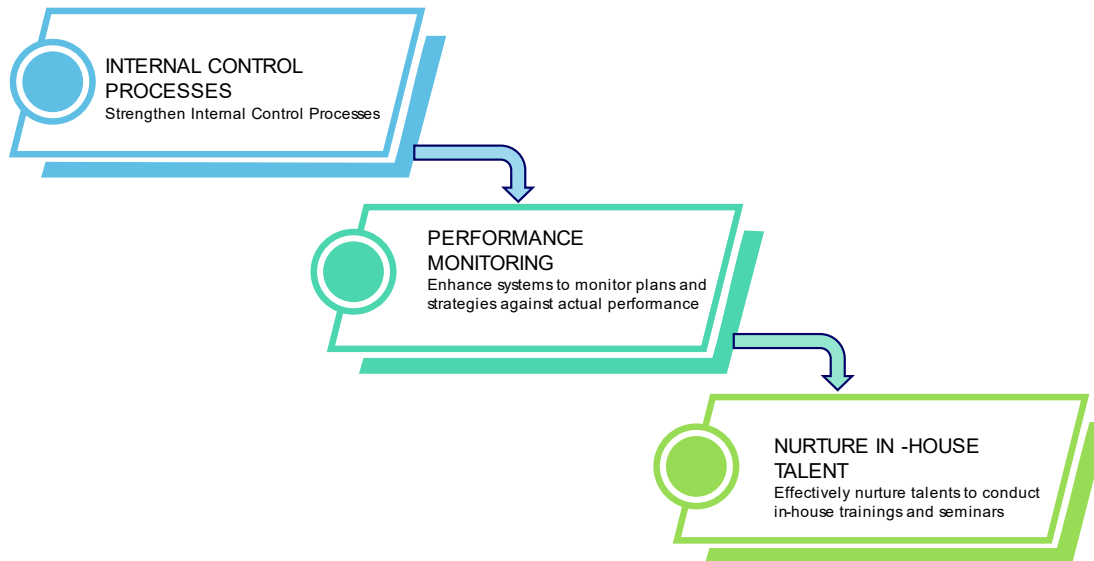 INTERNAL CONTROL
PROCESSES
Strengthen Internal Control Processes
PERFORMANCE
MONITORING
Enhance systems to monitor plans and
strategies against actual performance
NURTURE IN -HOUSE
TALENT
Effectively nurture talents to conduct
in-house trainings and seminars